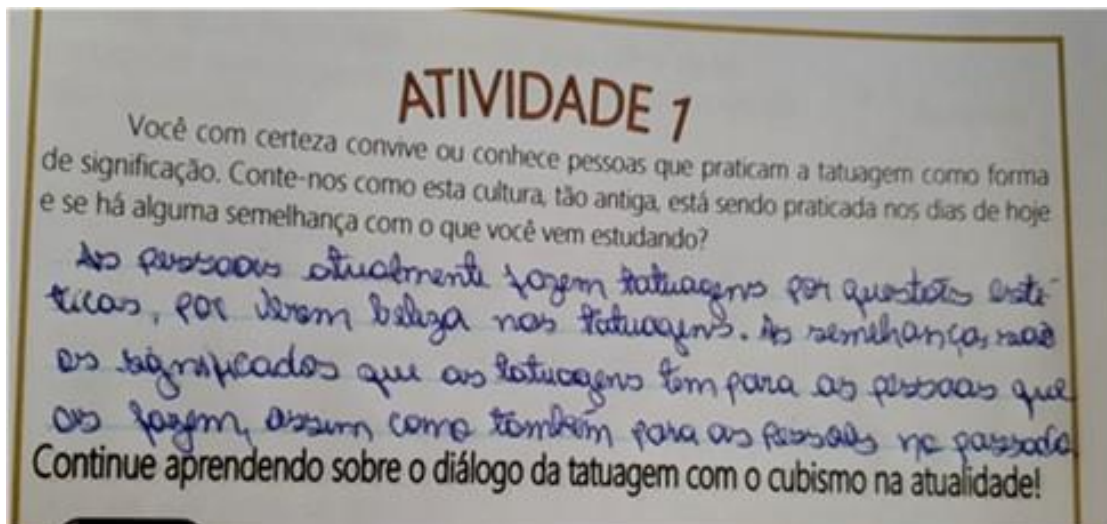 ATIVIDADE 1
Você com certeza convive ou conhece pessoas que praticam a tatuagem como forma
de significação. Conte-nos como esta cultura, tão antiga, está sendo praticada nos dias de hoje
e se há alguma semelhança com o que você vem estudando?
As pessoas atualmente fazem tatuagens por questões esté-
ticas, por verem beleza nas tatuagens. As semelhanças são
os significados que as tatuagens tem para as pessoas que
as fazem, assim como também para as pessoas no passado
Continue aprendendo sobre o diálogo da tatuagem com o cubismo na atualidade!